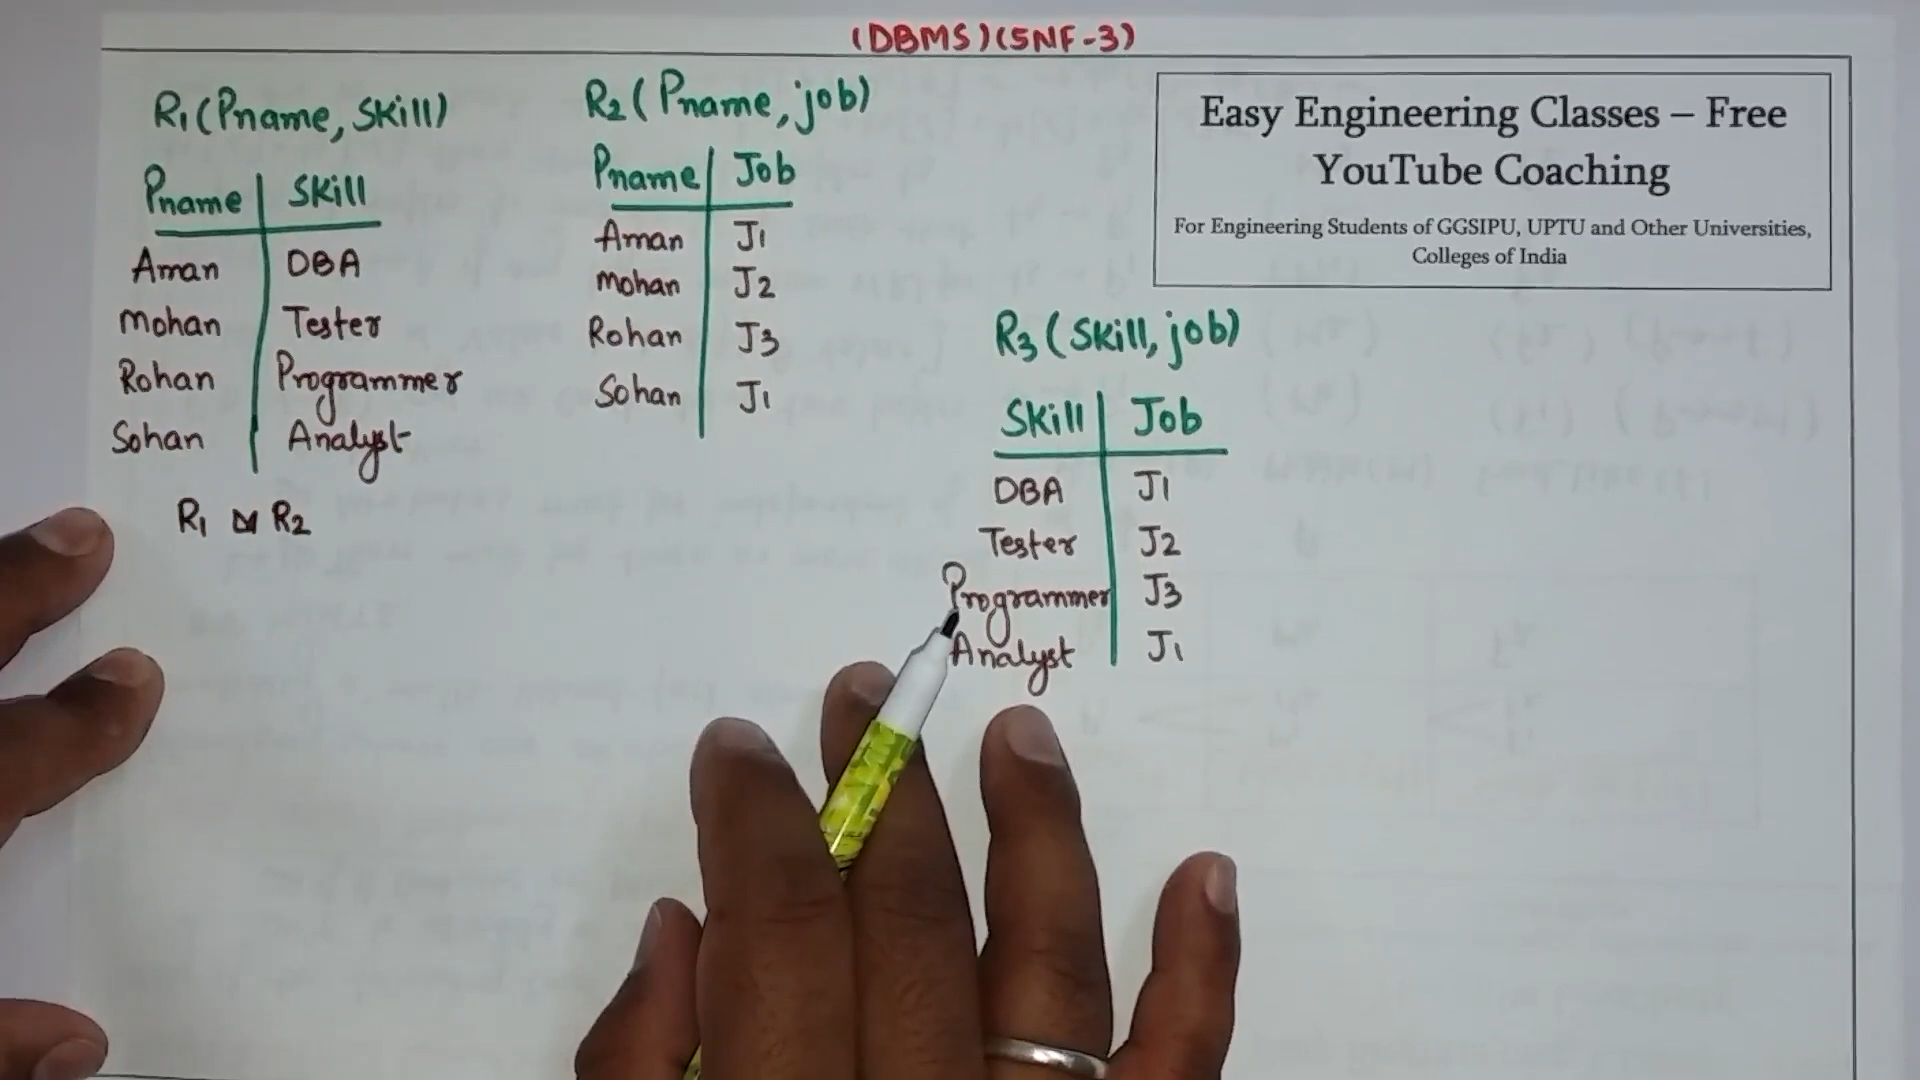 (DBMS)(5NF-3)
R1(Pname, Skill)
Pname Skill
Aman DBA
Mohan Tester
Rohan Programmer
Sohan Analyst
R1 ⋈ R2
R2(Pname, job)
Pname Job
Aman J1
Mohan J2
Rohan J3
Sohan J1
Easy Engineering Classes – Free
YouTube Coaching
For Engineering Students of GGSIPU, UPTU and Other Universities,
Colleges of India
R3(Skill, job)
Skill Job
DBA J1
Tester J2
Programmer J3
Analyst J1